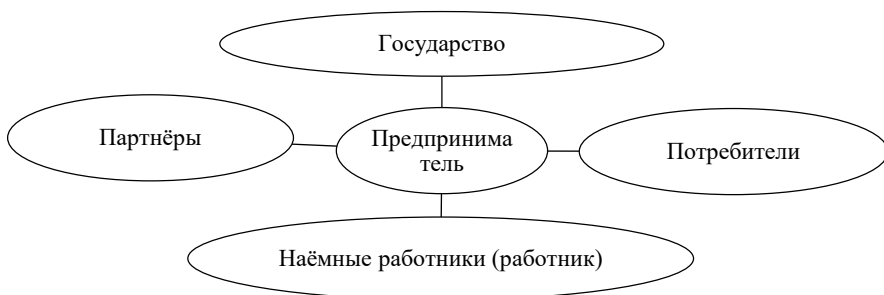 Государство
Партнёры
Предпринима
тель
Потребители
Наёмные работники (работник)